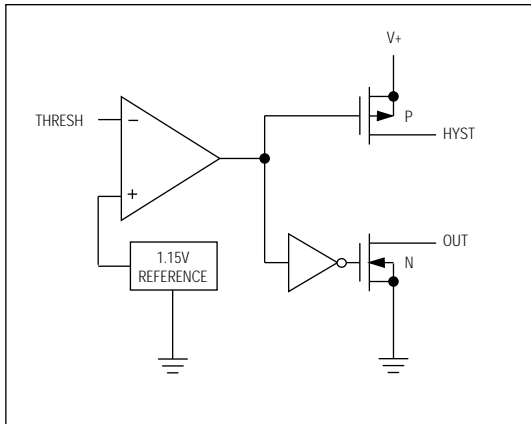 V+
THRESH
−
P
HYST
+
1.15V
REFERENCE
OUT
N